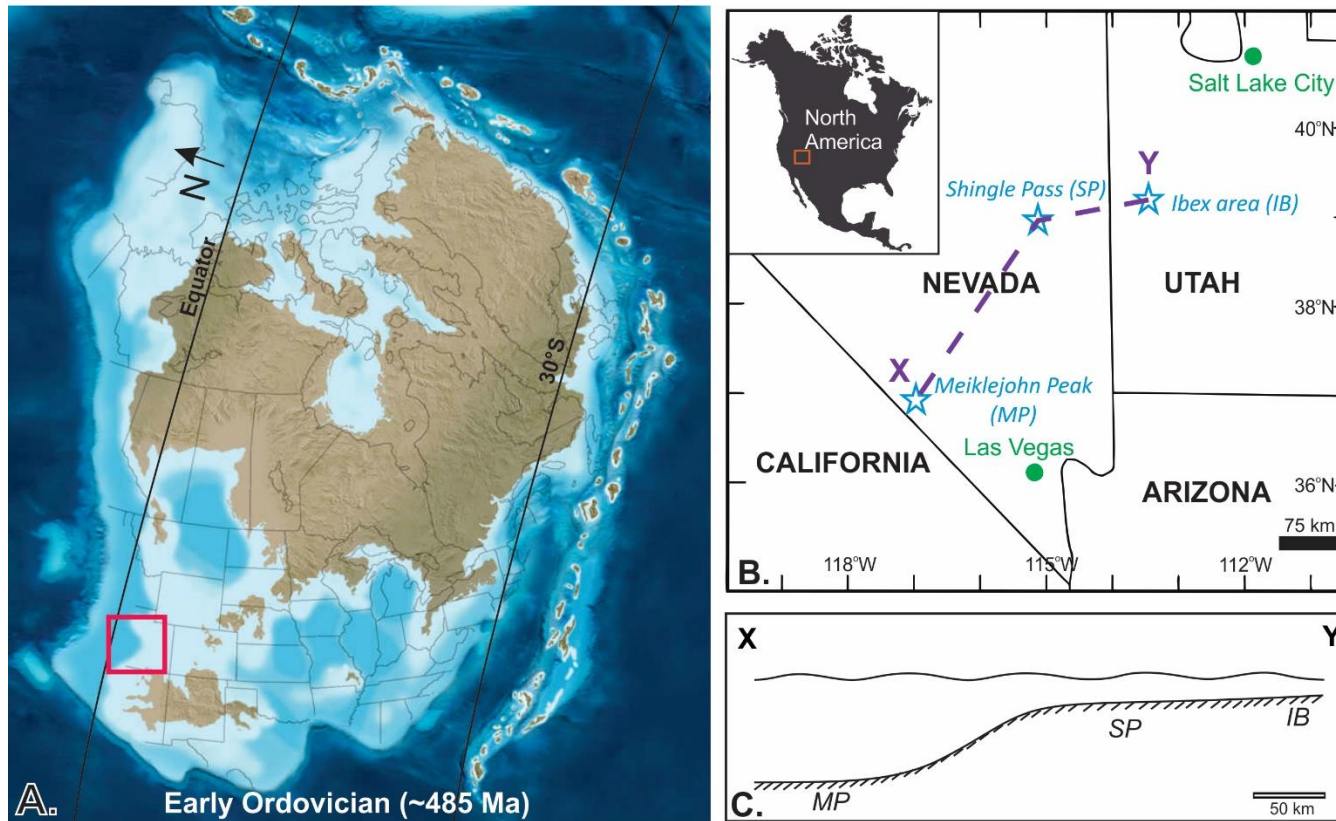 N
Equator
30°S
A.
Early Ordovician (~485 Ma)
North
America
Salt Lake City
40°N
Y
Shingle Pass (SP)
Ibex area (IB)
NEVADA
UTAH
38°N
X
Meiklejohn Peak
(MP)
Las Vegas
CALIFORNIA
ARIZONA
36°N
75 km
118°W
115°W
112°W
B.
X
Y
SP
IB
MP
C.
50 km